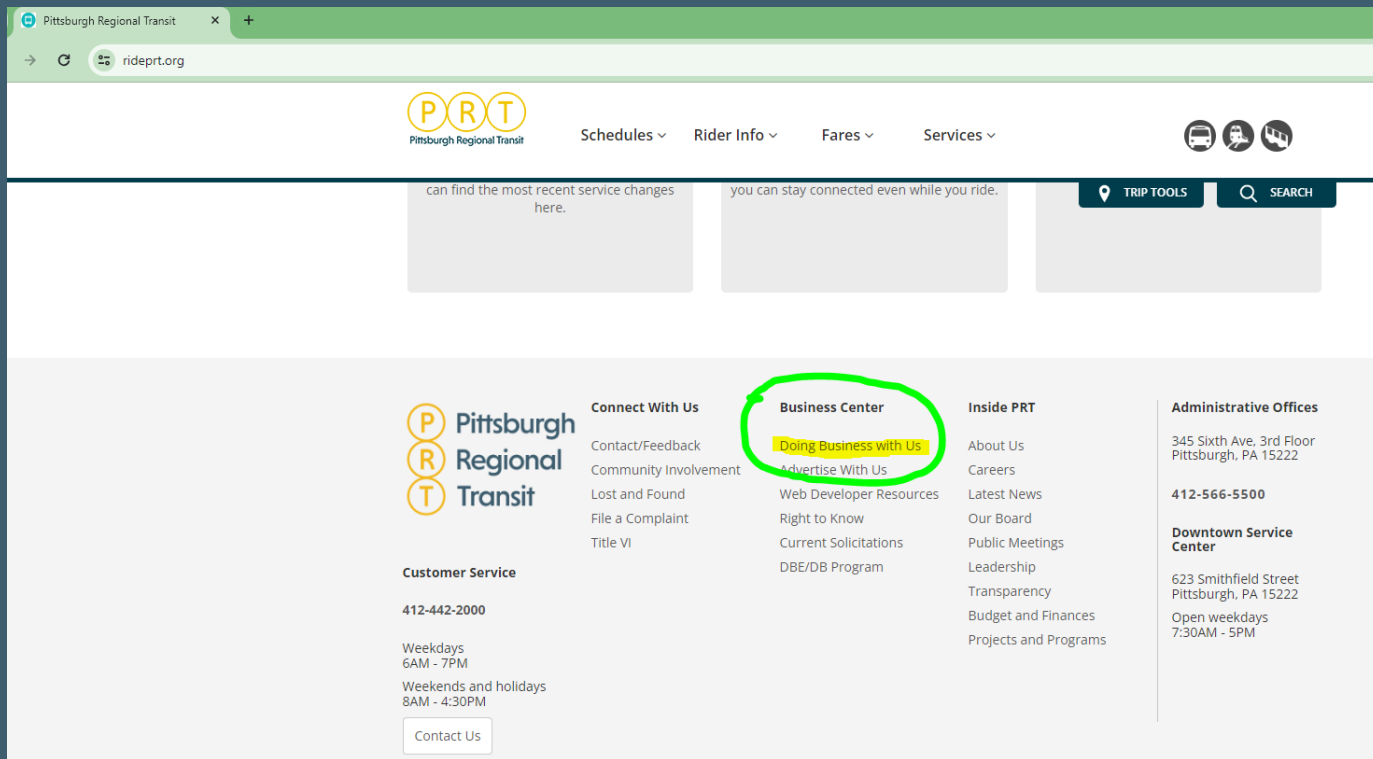 Pittsburgh Regional Transit
rideprt.org
PRT
Pittsburgh Regional Transit
Schedules
Rider Info
Fares
Services
can find the most recent service changes
here.
you can stay connected even while you ride.
TRIP TOOLS
SEARCH
P Pittsburgh
R Regional
T Transit
Customer Service
412-442-2000
Weekdays
6AM - 7PM
Weekends and holidays
8AM - 4:30PM
Contact Us
Connect With Us
Contact/Feedback
Community Involvement
Lost and Found
File a Complaint
Title VI
Business Center
Doing Business with Us
Advertise With Us
Web Developer Resources
Right to Know
Current Solicitations
DBE/DB Program
Inside PRT
About Us
Careers
Latest News
Our Board
Public Meetings
Leadership
Transparency
Budget and Finances
Projects and Programs
Administrative Offices
345 Sixth Ave, 3rd Floor
Pittsburgh, PA 15222
412-566-5500
Downtown Service
Center
623 Smithfield Street
Pittsburgh, PA 15222
Open weekdays
7:30AM - 5PM